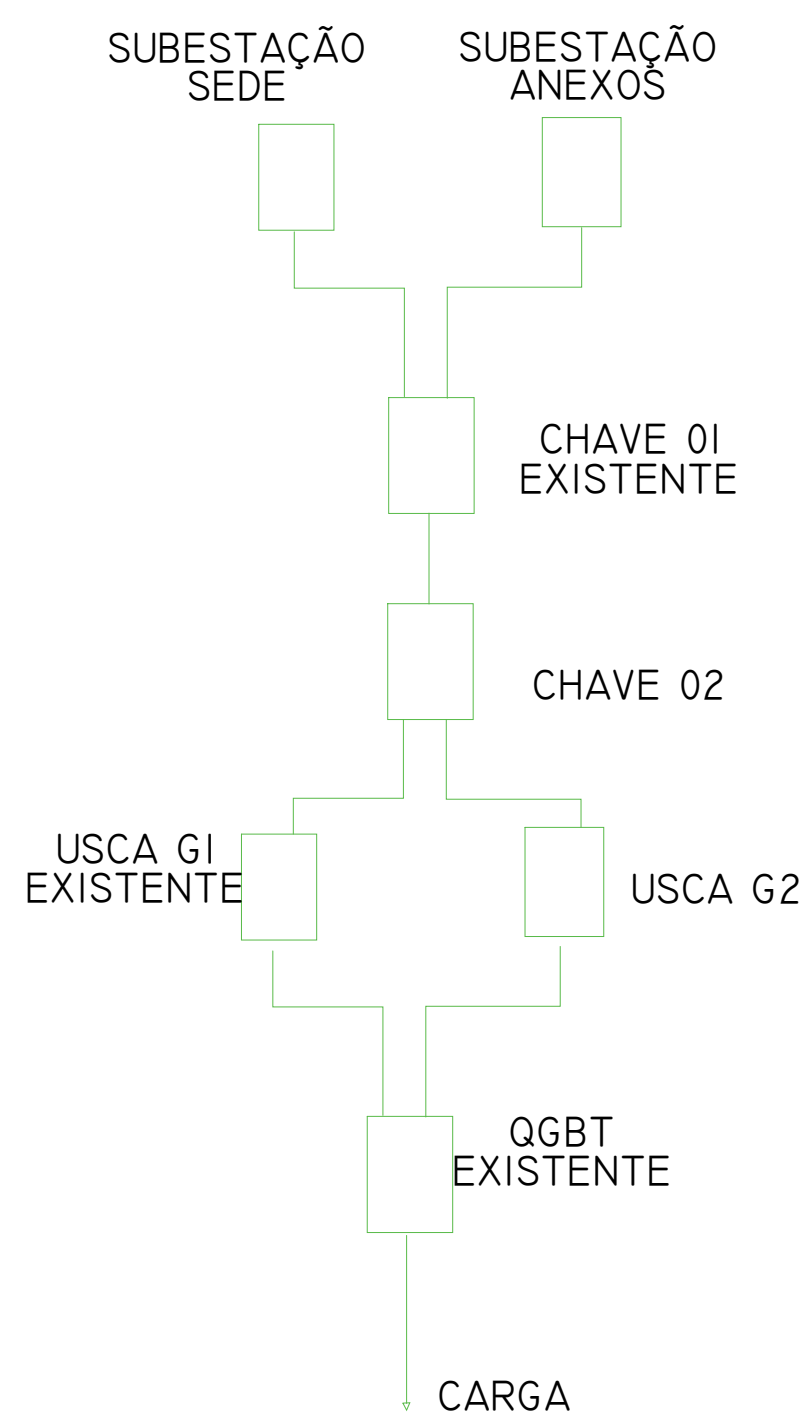 SUBESTAÇÃO
SEDE
SUBESTAÇÃO
ANEXOS
CHAVE 01
EXISTENTE
CHAVE 02
USCA G1
EXISTENTE
USCA G2
QGBT
EXISTENTE
CARGA